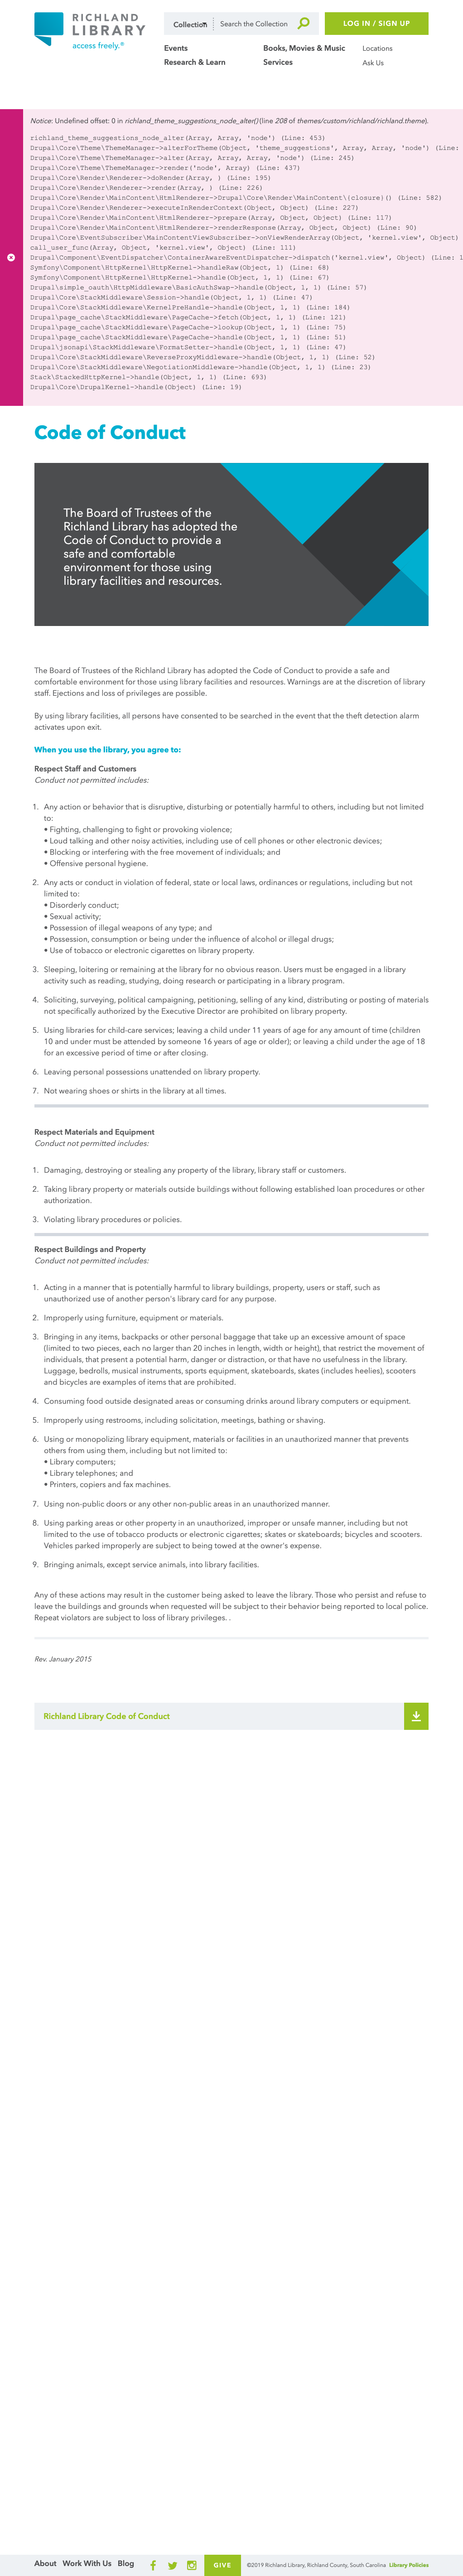 RICHLAND
LIBRARY
access freely.®
Collection
Search the Collection
LOG IN / SIGN UP
Events
Books, Movies & Music
Locations
Research & Learn
Services
Ask Us
Notice: Undefined offset: 0 in richland_theme_suggestions_node_alter() (line 208 of themes/custom/richland/richland.theme).
richland_theme_suggestions_node_alter(Array, Array, 'node') (Line: 453)
Drupal\Core\Theme\ThemeManager->alterForTheme(Object, 'theme_suggestions', Array, Array, 'node') (Line:
Drupal\Core\Theme\ThemeManager->alter(Array, Array, Array, 'node') (Line: 245)
Drupal\Core\Theme\ThemeManager->render('node', Array) (Line: 437)
Drupal\Core\Render\Renderer->doRender(Array, ) (Line: 195)
Drupal\Core\Render\Renderer->render(Array, ) (Line: 226)
Drupal\Core\Render\MainContent\HtmlRenderer->Drupal\Core\Render\MainContent\{closure}() (Line: 582)
Drupal\Core\Render\Renderer->executeInRenderContext(Object, Object) (Line: 227)
Drupal\Core\Render\MainContent\HtmlRenderer->prepare(Array, Object, Object) (Line: 117)
Drupal\Core\Render\MainContent\HtmlRenderer->renderResponse(Array, Object, Object) (Line: 90)
Drupal\Core\EventSubscriber\MainContentViewSubscriber->onViewRenderArray(Object, 'kernel.view', Object)
call_user_func(Array, Object, 'kernel.view', Object) (Line: 111)
Drupal\Component\EventDispatcher\ContainerAwareEventDispatcher->dispatch('kernel.view', Object) (Line: 1
Symfony\Component\HttpKernel\HttpKernel->handleRaw(Object, 1) (Line: 68)
Symfony\Component\HttpKernel\HttpKernel->handle(Object, 1, 1) (Line: 67)
Drupal\simple_oauth\HttpMiddleware\BasicAuthSwap->handle(Object, 1, 1) (Line: 57)
Drupal\Core\StackMiddleware\Session->handle(Object, 1, 1) (Line: 47)
Drupal\Core\StackMiddleware\KernelPreHandle->handle(Object, 1, 1) (Line: 184)
Drupal\page_cache\StackMiddleware\PageCache->fetch(Object, 1, 1) (Line: 121)
Drupal\page_cache\StackMiddleware\PageCache->lookup(Object, 1, 1) (Line: 75)
Drupal\page_cache\StackMiddleware\PageCache->handle(Object, 1, 1) (Line: 51)
Drupal\jsonapi\StackMiddleware\FormatSetter->handle(Object, 1, 1) (Line: 47)
Drupal\Core\StackMiddleware\ReverseProxyMiddleware->handle(Object, 1, 1) (Line: 52)
Drupal\Core\StackMiddleware\NegotiationMiddleware->handle(Object, 1, 1) (Line: 23)
Stack\StackedHttpKernel->handle(Object, 1, 1) (Line: 693)
Drupal\Core\DrupalKernel->handle(Object) (Line: 19)
Code of Conduct
The Board of Trustees of the
Richland Library has adopted the
Code of Conduct to provide a
safe and comfortable
environment for those using
library facilities and resources.
The Board of Trustees of the Richland Library has adopted the Code of Conduct to provide a safe and
comfortable environment for those using library facilities and resources. Warnings are at the discretion of library
staff. Ejections and loss of privileges are possible.
By using library facilities, all persons have consented to be searched in the event that the theft detection alarm
activates upon exit.
When you use the library, you agree to:
Respect Staff and Customers
Conduct not permitted includes:
1. Any action or behavior that is disruptive, disturbing or potentially harmful to others, including but not limited
to:
• Fighting, challenging to fight or provoking violence;
• Loud talking and other noisy activities, including use of cell phones or other electronic devices;
• Blocking or interfering with the free movement of individuals; and
• Offensive personal hygiene.
2. Any acts or conduct in violation of federal, state or local laws, ordinances or regulations, including but not
limited to:
• Disorderly conduct;
• Sexual activity;
• Possession of illegal weapons of any type; and
• Possession, consumption or being under the influence of alcohol or illegal drugs;
• Use of tobacco or electronic cigarettes on library property.
3. Sleeping, loitering or remaining at the library for no obvious reason. Users must be engaged in a library
activity such as reading, studying, doing research or participating in a library program.
4. Soliciting, surveying, political campaigning, petitioning, selling of any kind, distributing or posting of materials
not specifically authorized by the Executive Director are prohibited on library property.
5. Using libraries for child-care services; leaving a child under 11 years of age for any amount of time (children
10 and under must be attended by someone 16 years of age or older); or leaving a child under the age of 18
for an excessive period of time or after closing.
6. Leaving personal possessions unattended on library property.
7. Not wearing shoes or shirts in the library at all times.
Respect Materials and Equipment
Conduct not permitted includes:
1. Damaging, destroying or stealing any property of the library, library staff or customers.
2. Taking library property or materials outside buildings without following established loan procedures or other
authorization.
3. Violating library procedures or policies.
Respect Buildings and Property
Conduct not permitted includes:
1. Acting in a manner that is potentially harmful to library buildings, property, users or staff, such as
unauthorized use of another person's library card for any purpose.
2. Improperly using furniture, equipment or materials.
3. Bringing in any items, backpacks or other personal baggage that take up an excessive amount of space
(limited to two pieces, each no larger than 20 inches in length, width or height), that restrict the movement of
individuals, that present a potential harm, danger or distraction, or that have no usefulness in the library.
Luggage, bedrolls, musical instruments, sports equipment, skateboards, skates (includes heelies), scooters
and bicycles are examples of items that are prohibited.
4. Consuming food outside designated areas or consuming drinks around library computers or equipment.
5. Improperly using restrooms, including solicitation, meetings, bathing or shaving.
6. Using or monopolizing library equipment, materials or facilities in an unauthorized manner that prevents
others from using them, including but not limited to:
• Library computers;
• Library telephones; and
• Printers, copiers and fax machines.
7. Using non-public doors or any other non-public areas in an unauthorized manner.
8. Using parking areas or other property in an unauthorized, improper or unsafe manner, including but not
limited to the use of tobacco products or electronic cigarettes; skates or skateboards; bicycles and scooters.
Vehicles parked improperly are subject to being towed at the owner's expense.
9. Bringing animals, except service animals, into library facilities.
Any of these actions may result in the customer being asked to leave the library. Those who persist and refuse to
leave the buildings and grounds when requested will be subject to their behavior being reported to local police.
Repeat violators are subject to loss of library privileges. .
Rev. January 2015
Richland Library Code of Conduct
About Work With Us Blog
GIVE
©2019 Richland Library, Richland County, South Carolina Library Policies